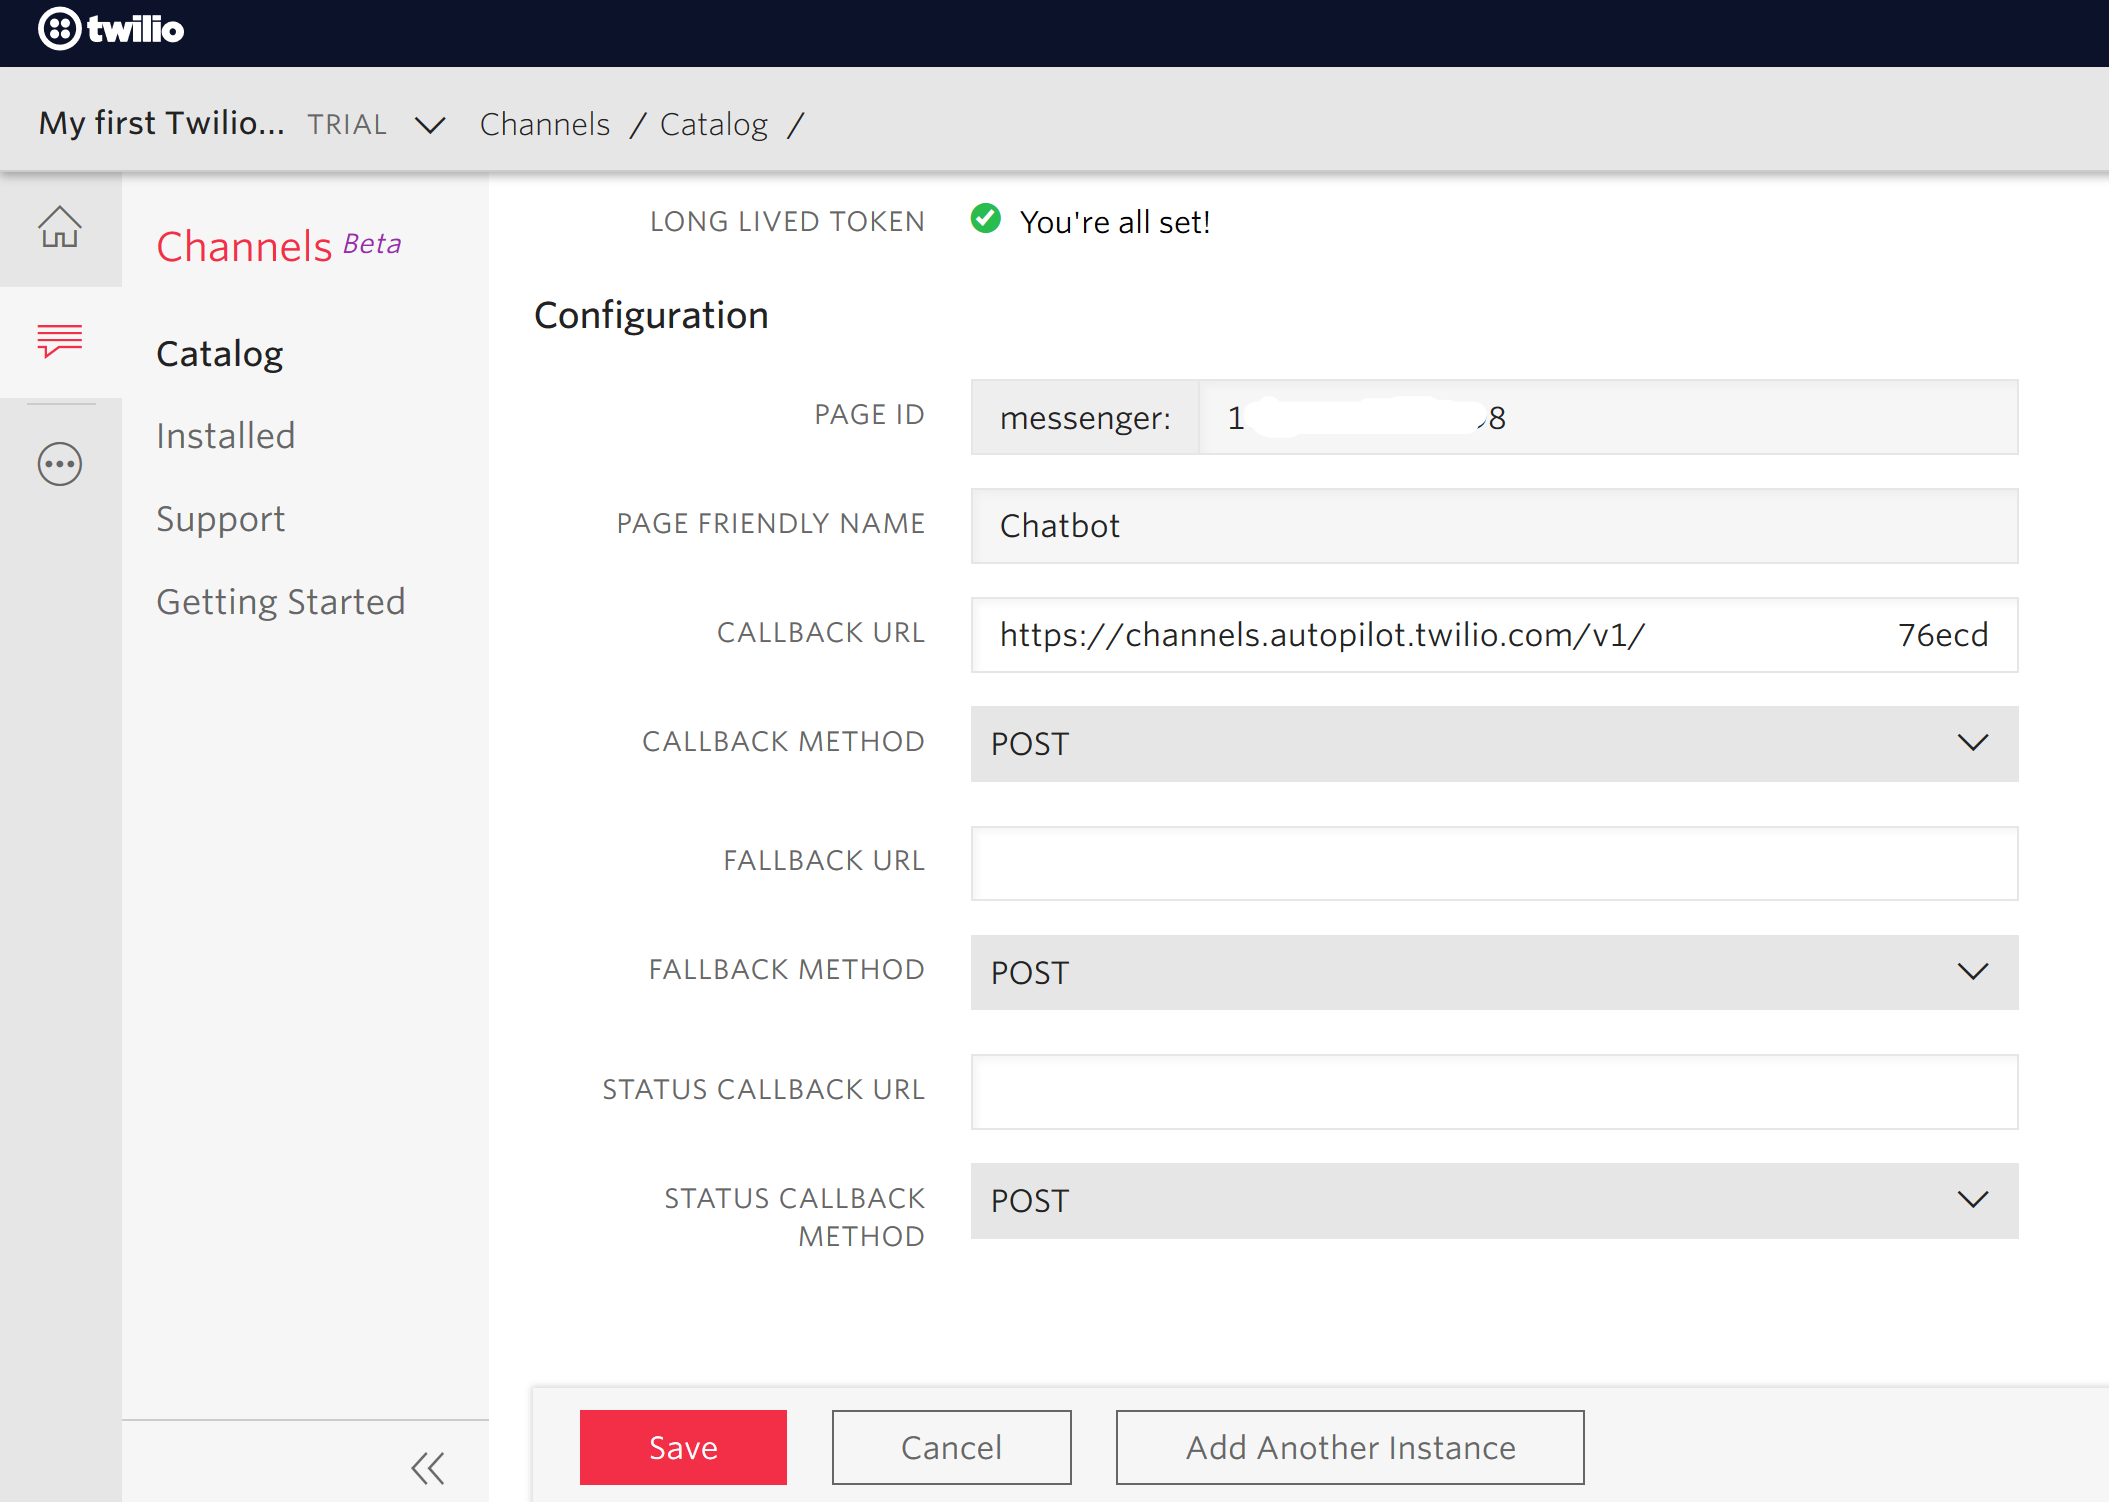 twilio
My first Twilio... TRIAL Channels / Catalog /
Channels Beta
Catalog
Installed
Support
Getting Started
LONG LIVED TOKEN You're all set!
Configuration
PAGE ID messenger: 1 8
PAGE FRIENDLY NAME Chatbot
CALLBACK URL https://channels.autopilot.twilio.com/v1/ 76ecd
CALLBACK METHOD POST
FALLBACK URL
FALLBACK METHOD POST
STATUS CALLBACK URL
STATUS CALLBACK METHOD POST
Save Cancel Add Another Instance